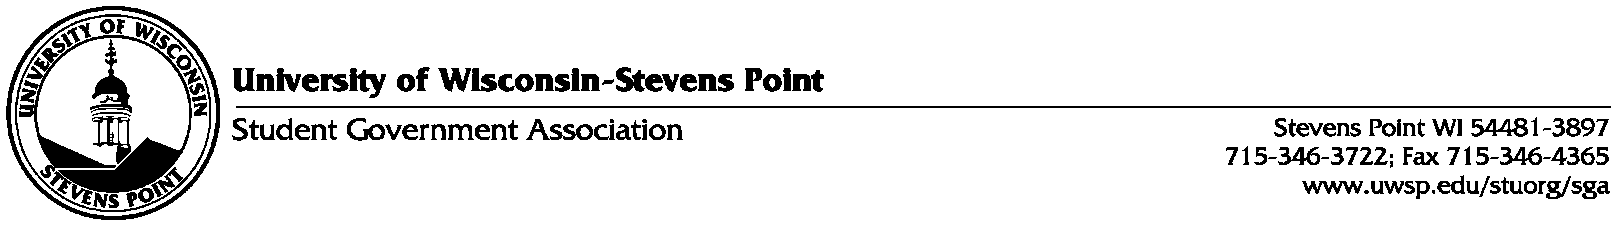 UNIVERSITY OF WISCONSIN
STEVENS POINT
University of Wisconsin-Stevens Point
Student Government Association
Stevens Point WI 54481-3897
715-346-3722; Fax 715-346-4365
www.uwsp.edu/stuorg/sga